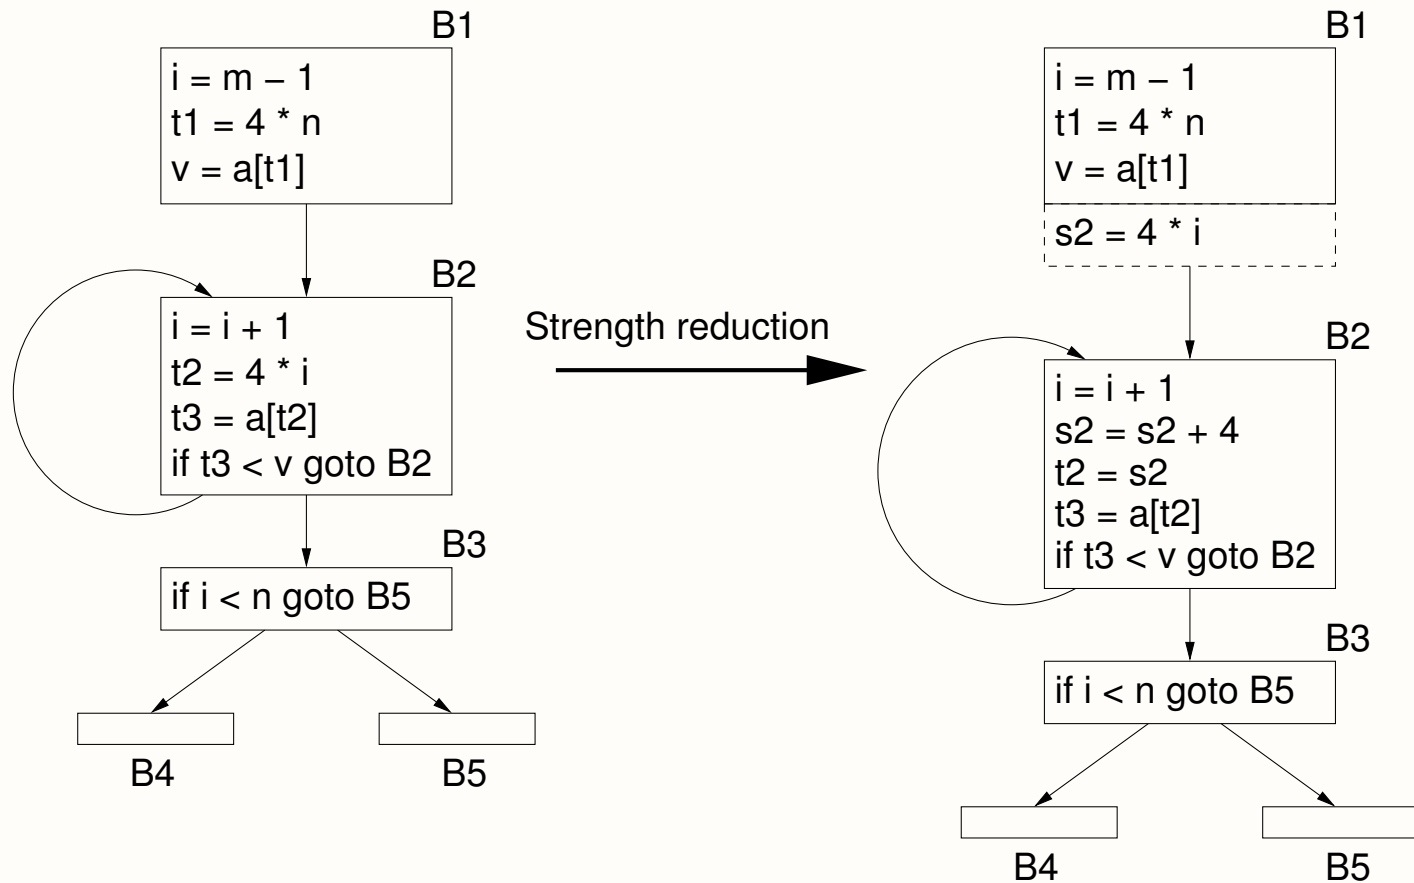 B1
i = m – 1
t1 = 4 * n
v = a[t1]
B2
i = i + 1
t2 = 4 * i
t3 = a[t2]
if t3 < v goto B2
B3
if i < n goto B5
B4
B5
Strength reduction
B1
i = m – 1
t1 = 4 * n
v = a[t1]
s2 = 4 * i
B2
i = i + 1
s2 = s2 + 4
t2 = s2
t3 = a[t2]
if t3 < v goto B2
B3
if i < n goto B5
B4
B5